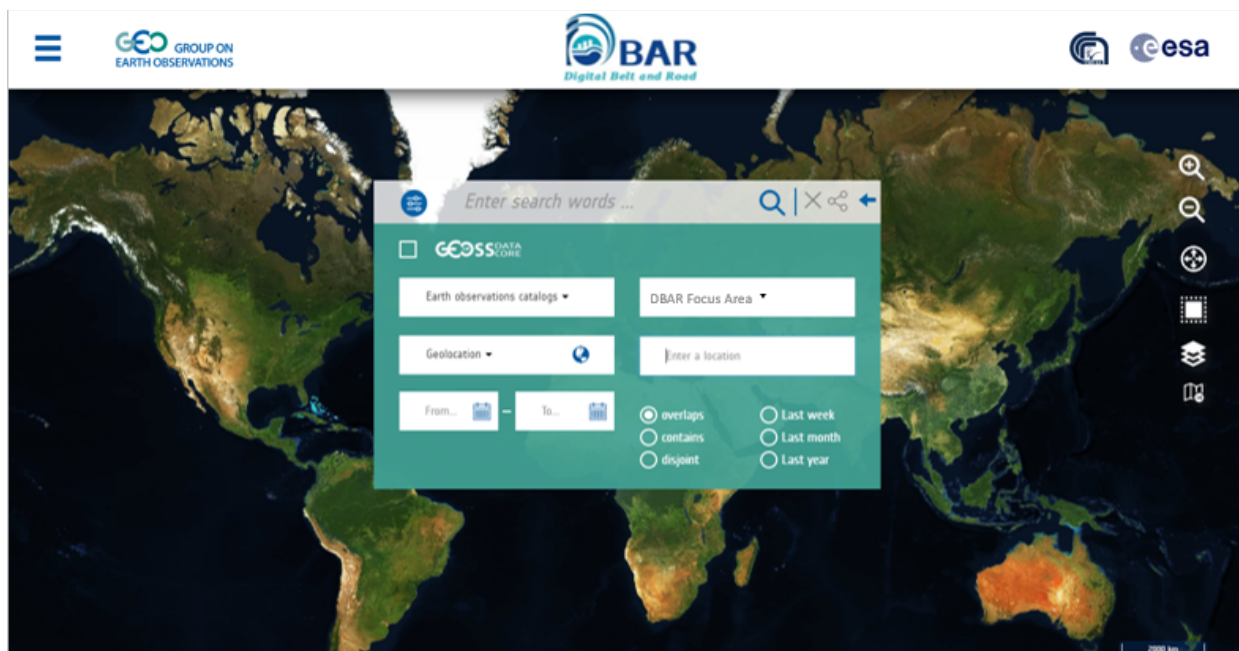 GEO GROUP ON
EARTH OBSERVATIONS
DBAR
Digital Belt and Road
esa
Enter search words ...
GEOSS DATA
CORE
Earth observations catalogs
DBAR Focus Area
Geolocation
Enter a location
From...
To...
overlaps
Last week
contains
Last month
disjoint
Last year
2000 km